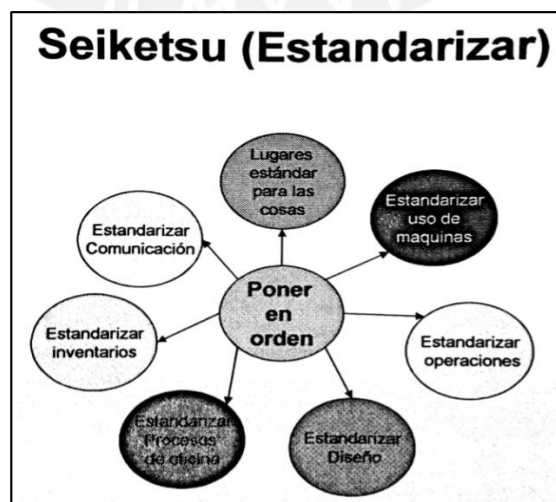 Seiketsu (Estandarizar)
Lugares
estándar
para las
cosas
Estandarizar
uso de
maquinas
Estandarizar
Comunicación
Poner
en
orden
Estandarizar
inventarios
Estandarizar
operaciones
Estandarizar
Procesos
de oficina
Estandarizar
Diseño